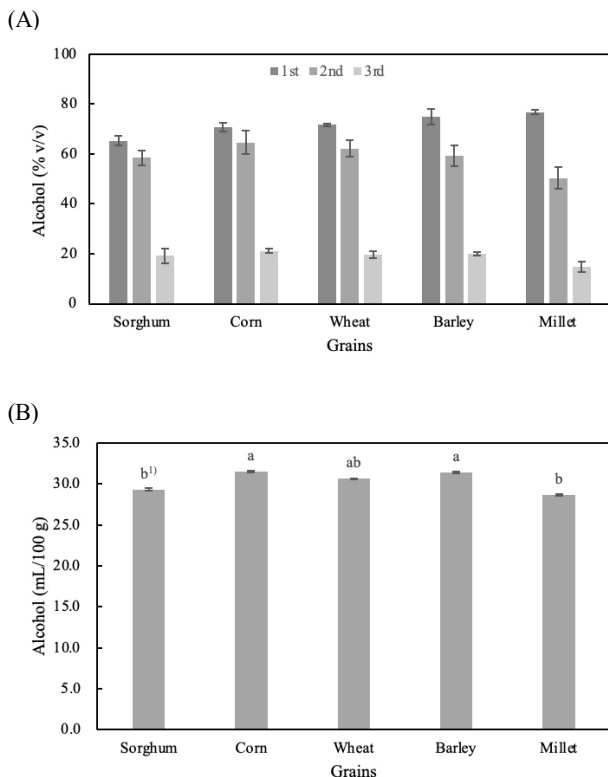 (A)
100
80
60
40
20
0
Alcohol (% v/v)
1st 2nd 3rd
Sorghum Corn Wheat Barley Millet
Grains
(B)
35.0
30.0
25.0
20.0
15.0
10.0
5.0
0.0
Alcohol (mL/100 g)
b1) a ab a b
Sorghum Corn Wheat Barley Millet
Grains